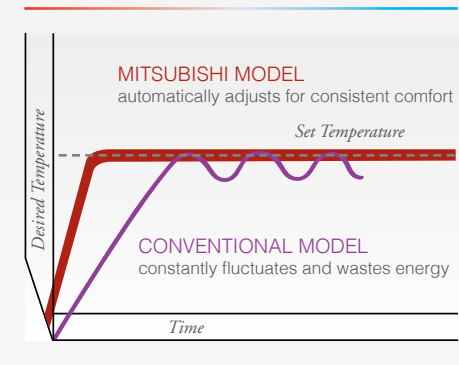 MITSUBISHI MODEL
automatically adjusts for consistent comfort
Set Temperature
Desired Temperature
CONVENTIONAL MODEL
constantly fluctuates and wastes energy
Time